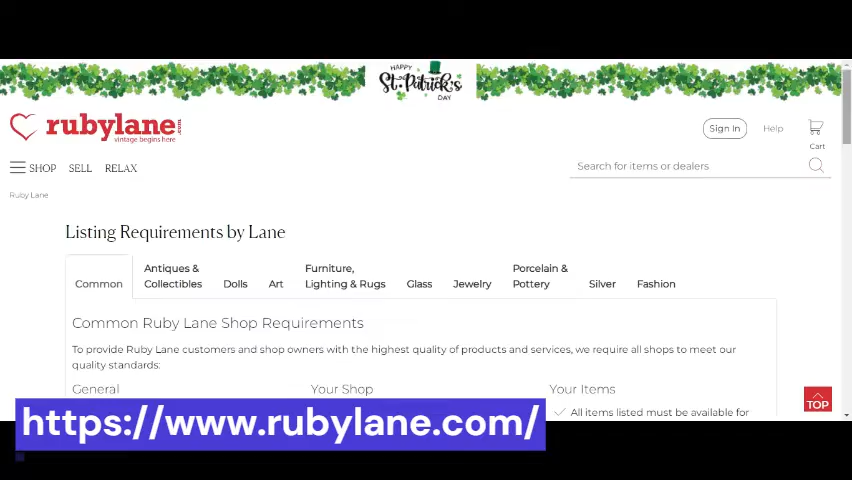 HAPPY
St. Patrick's
DAY
rubylane.com
vintage begins here
Sign In
Help
Cart
SHOP
SELL
RELAX
Search for items or dealers
Ruby Lane
Listing Requirements by Lane
Common
Antiques &
Collectibles
Dolls
Art
Furniture,
Lighting & Rugs
Glass
Jewelry
Porcelain &
Pottery
Silver
Fashion
Common Ruby Lane Shop Requirements
To provide Ruby Lane customers and shop owners with the highest quality of products and services, we require all shops to meet our
quality standards:
General
Your Shop
Your Items
All items listed must be available for
TOP
https://www.rubylane.com/